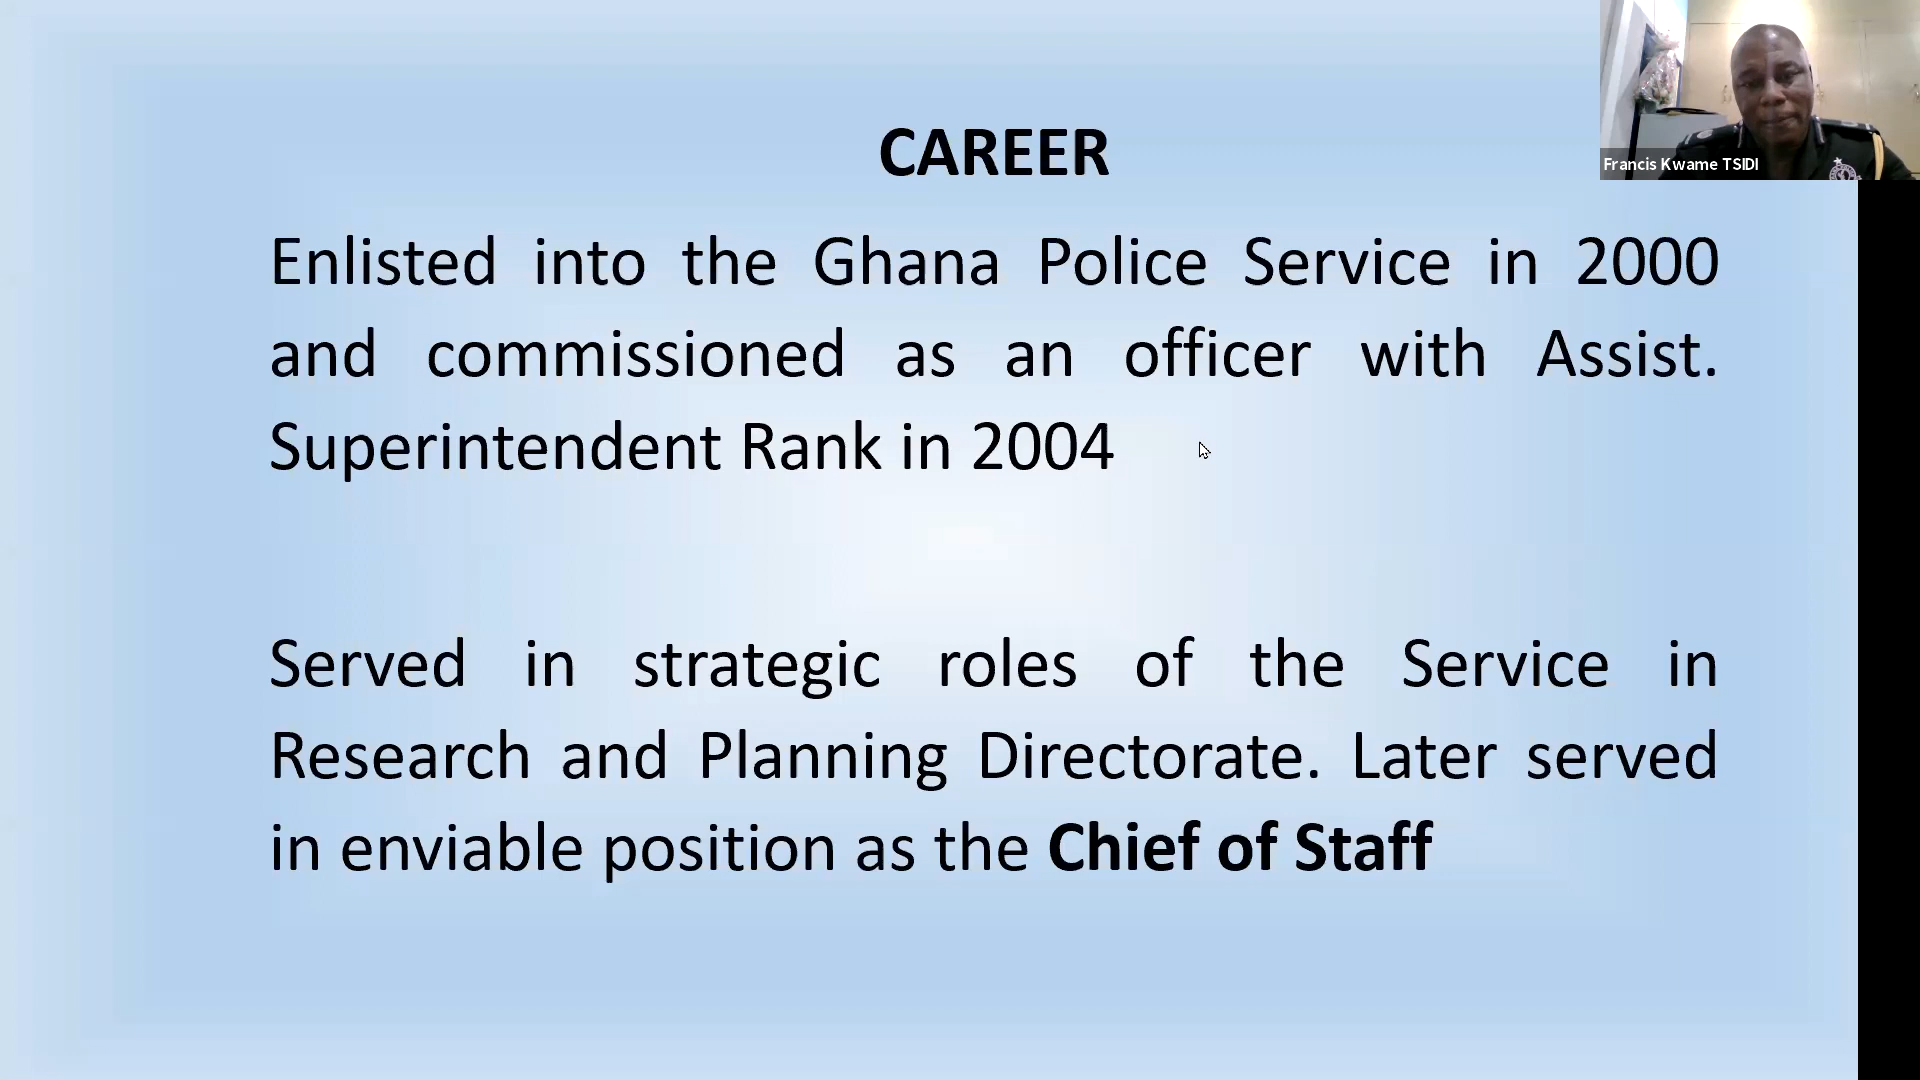 CAREER
Francis Kwame TSIDI
Enlisted into the Ghana Police Service in 2000
and commissioned as an officer with Assist.
Superintendent Rank in 2004
Served in strategic roles of the Service in
Research and Planning Directorate. Later served
in enviable position as the Chief of Staff